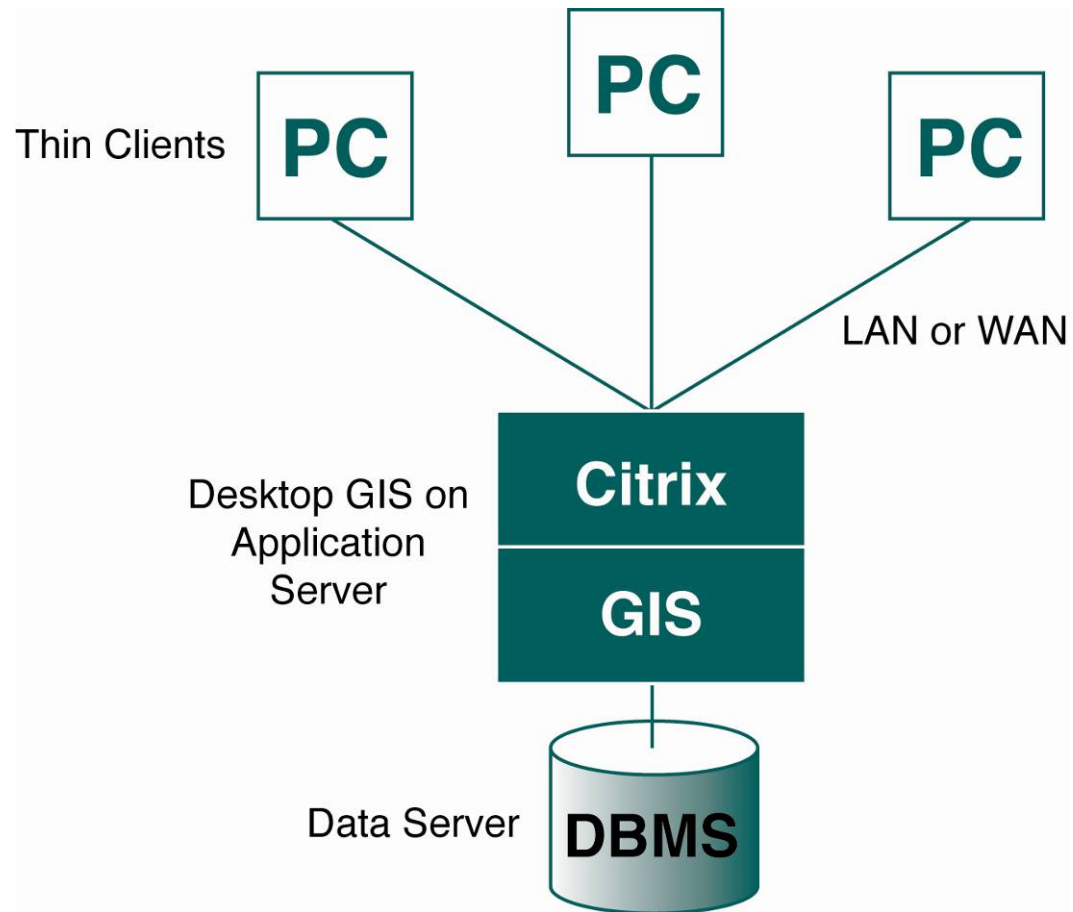 PC
Thin Clients
PC
PC
LAN or WAN
Desktop GIS on
Application
Server
Citrix
GIS
Data Server
DBMS